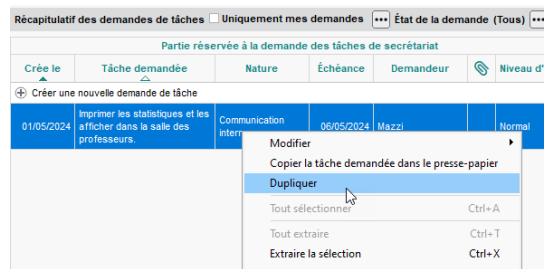 Récapitulatif des demandes de tâches Uniquement mes demandes ... État de la demande (Tous) ...
Partie réservée à la demande des tâches de secrétariat
Crée le Tâche demandée Nature Échéance Demandeur Niveau d'
Créer une nouvelle demande de tâche
Imprimer les statistiques et les
01/05/2024 afficher dans la salle des Communication 06/05/2024 Mazzi Normal
professeurs.
Modifier
Copier la tâche demandée dans le presse-papier
Dupliquer
Tout sélectionner Ctrl+A
Tout extraire Ctrl+T
Extraire la sélection Ctrl+X